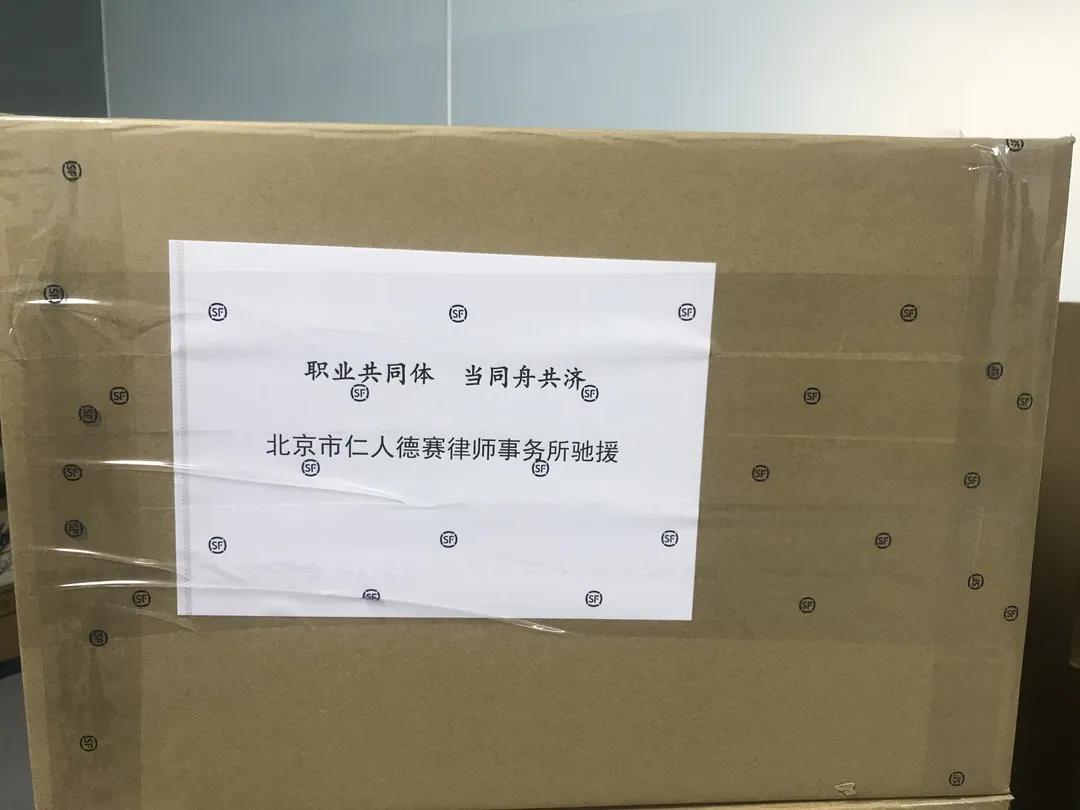 职业共同体 当同舟共济
北京市仁人德赛律师事务所驰援
SF